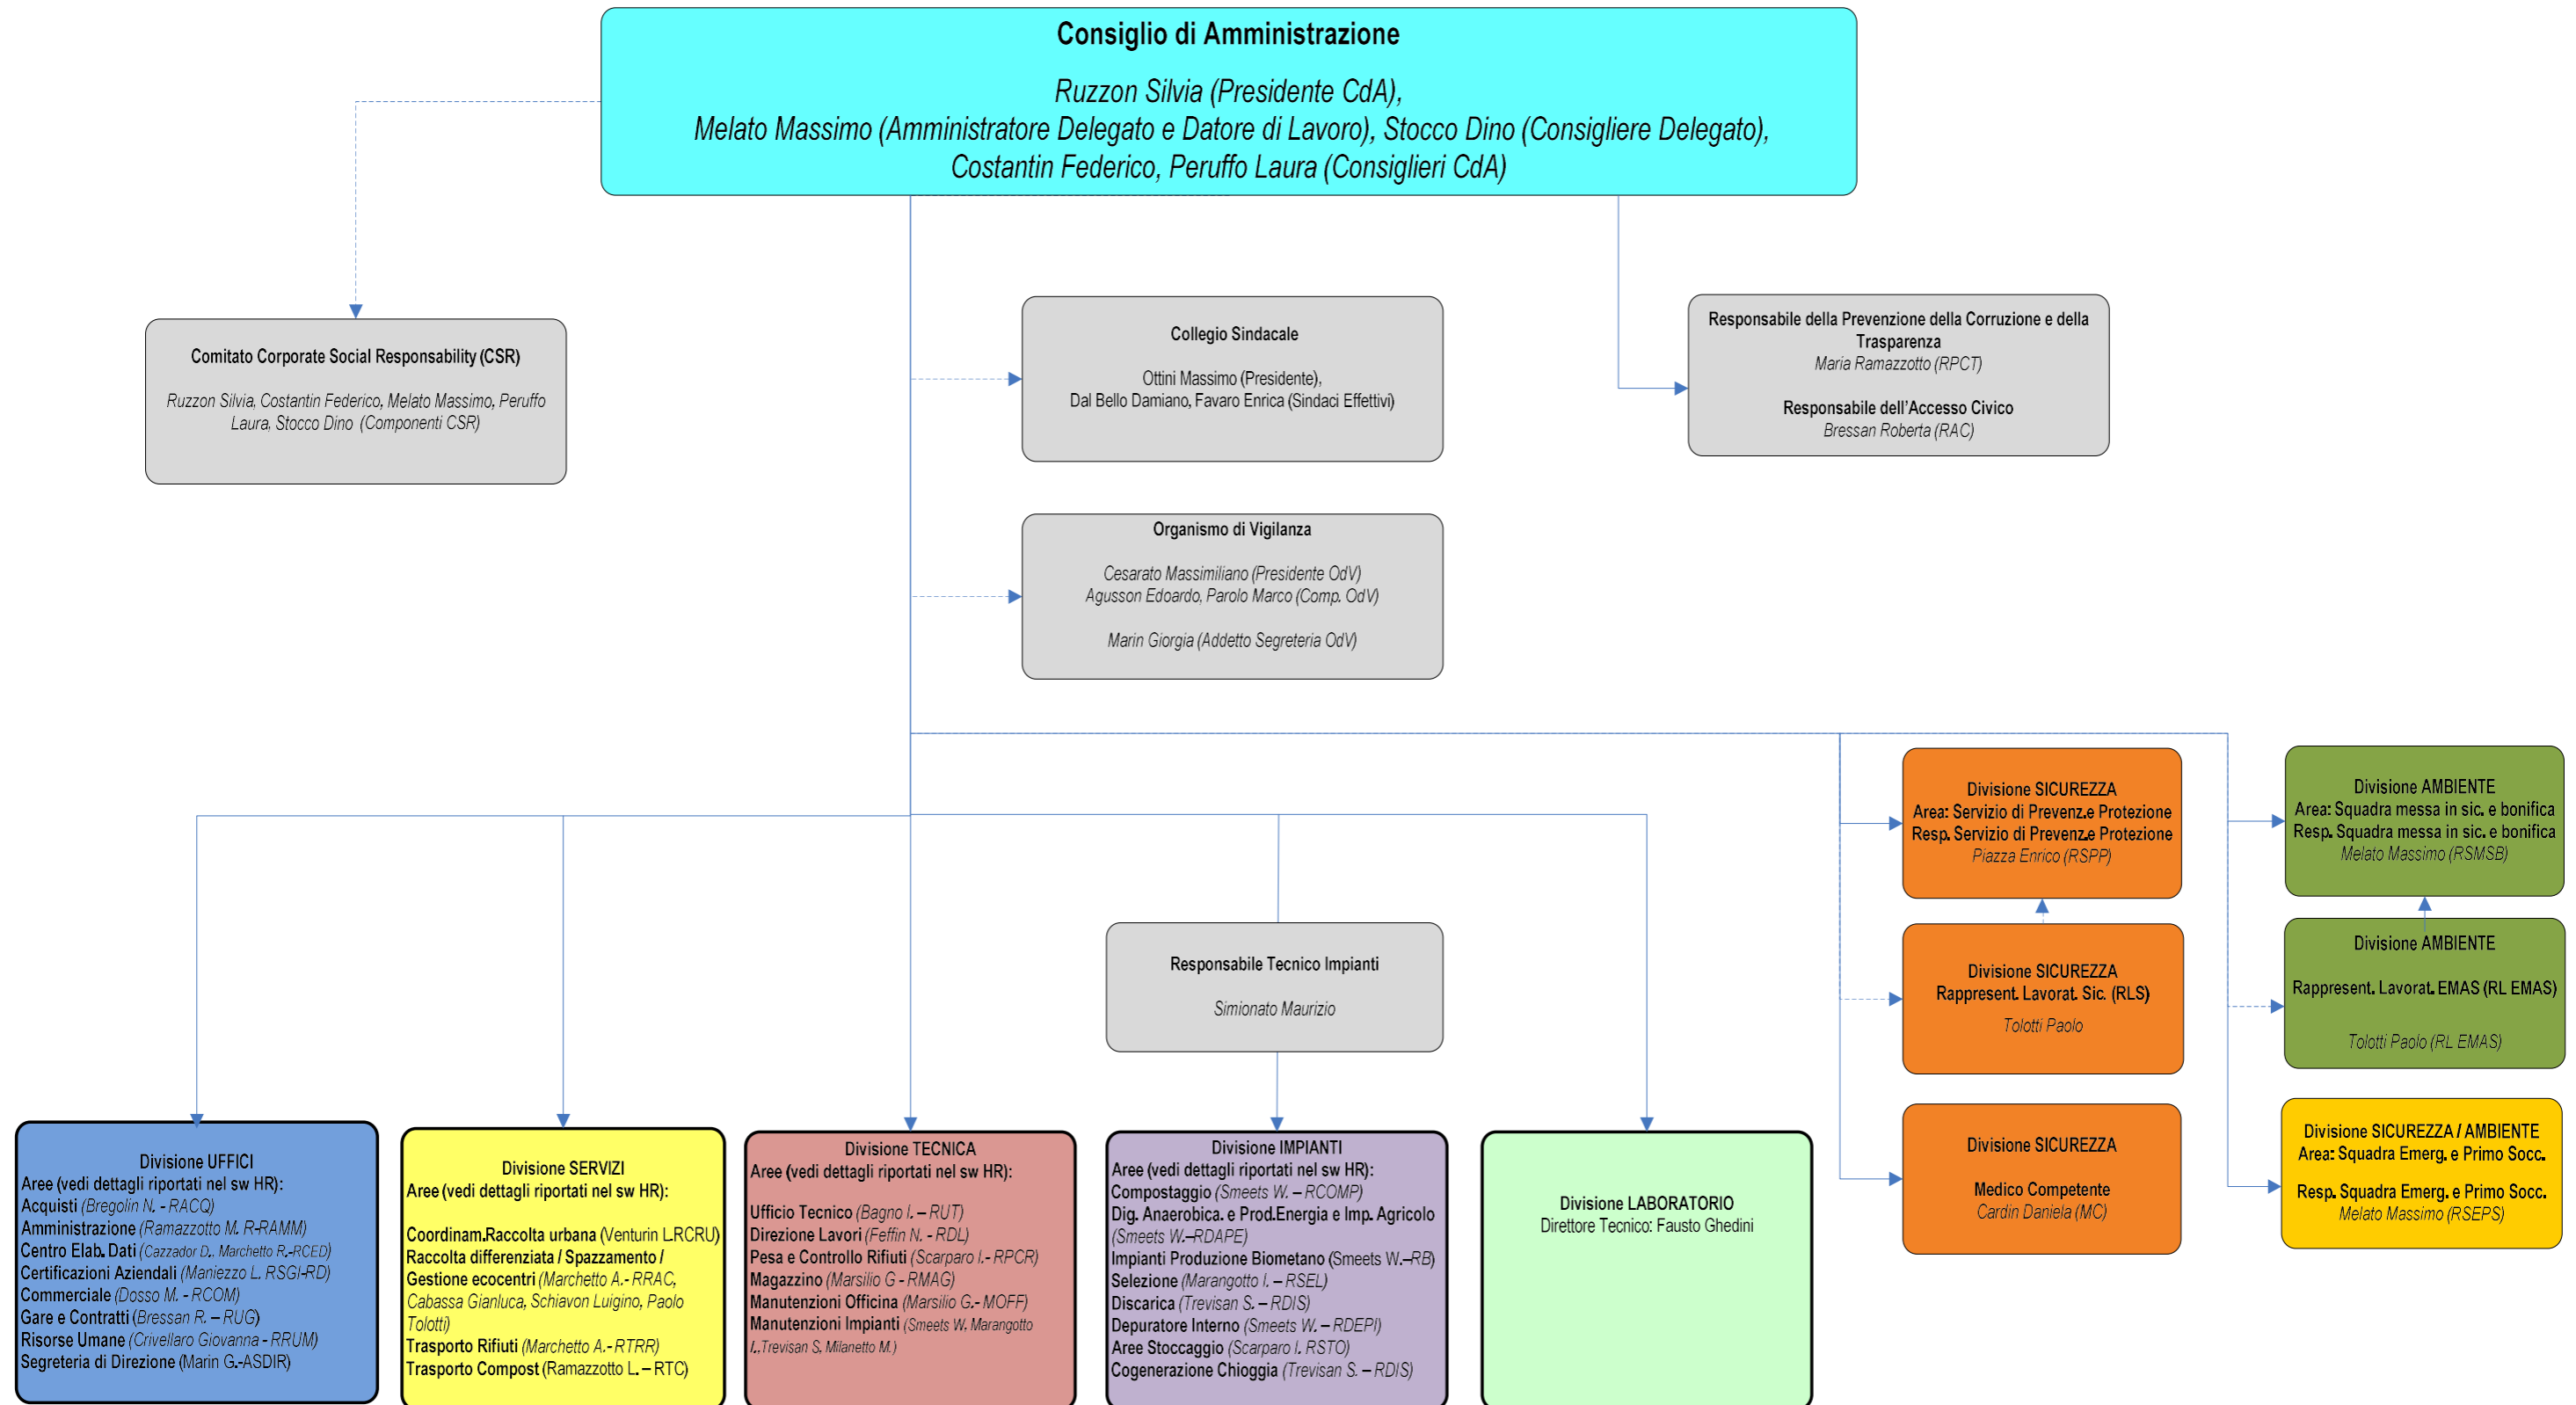 Consiglio di Amministrazione
Ruzzon Silvia (Presidente CdA),
Melato Massimo (Amministratore Delegato e Datore di Lavoro), Stocco Dino (Consigliere Delegato),
Costantin Federico, Peruffo Laura (Consiglieri CdA)
Comitato Corporate Social Responsability (CSR)
Ruzzon Silvia, Costantin Federico, Melato Massimo, Peruffo
Laura, Stocco Dino (Componenti CSR)
Collegio Sindacale
Ottini Massimo (Presidente),
Dal Bello Damiano, Favaro Enrica (Sindaci Effettivi)
Responsabile della Prevenzione della Corruzione e della
Trasparenza
Maria Ramazzotto (RPCT)
Responsabile dell'Accesso Civico
Bressan Roberta (RAC)
Organismo di Vigilanza
Cesarato Massimiliano (Presidente OdV)
Agusson Edoardo, Parolo Marco (Comp. OdV)
Marin Giorgia (Addetto Segreteria OdV)
Divisione SICUREZZA
Area: Servizio di Prevenz.e Protezione
Resp. Servizio di Prevenz.e Protezione
Piazza Enrico (RSPP)
Divisione AMBIENTE
Area: Squadra messa in sic. e bonifica
Resp. Squadra messa in sic. e bonifica
Melato Massimo (RSMSB)
Responsabile Tecnico Impianti
Simionato Maurizio
Divisione SICUREZZA
Rappresent. Lavorat. Sic. (RLS)
Tolotti Paolo
Divisione AMBIENTE
Rappresent. Lavorat. EMAS (RL EMAS)
Tolotti Paolo (RL EMAS)
Divisione SICUREZZA
Medico Competente
Cardin Daniela (MC)
Divisione SICUREZZA / AMBIENTE
Area: Squadra Emerg. e Primo Socc.
Resp. Squadra Emerg. e Primo Socc.
Melato Massimo (RSEPS)
Divisione UFFICI
Aree (vedi dettagli riportati nel sw HR):
Acquisti (Bregolin N. - RACQ)
Amministrazione (Ramazzotto M. R-RAMM)
Centro Elab. Dati (Cazzador D., Marchetto R.-RCED)
Certificazioni Aziendali (Maniezzo L. RSGI-RD)
Commerciale (Dosso M. - RCOM)
Gare e Contratti (Bressan R. – RUG)
Risorse Umane (Crivellaro Giovanna - RRUM)
Segreteria di Direzione (Marin G.-ASDIR)
Divisione SERVIZI
Aree (vedi dettagli riportati nel sw HR):
Coordinam.Raccolta urbana (Venturin L.RCRU)
Raccolta differenziata / Spazzamento /
Gestione ecocentri (Marchetto A.- RRAC,
Cabassa Gianluca, Schiavon Luigino, Paolo
Tolotti)
Trasporto Rifiuti (Marchetto A.- RTRR)
Trasporto Compost (Ramazzotto L. – RTC)
Divisione TECNICA
Aree (vedi dettagli riportati nel sw HR):
Ufficio Tecnico (Bagno I. – RUT)
Direzione Lavori (Feffin N. - RDL)
Pesa e Controllo Rifiuti (Scarparo I.- RPCR)
Magazzino (Marsilio G - RMAG)
Manutenzioni Officina (Marsilio G.- MOFF)
Manutenzioni Impianti (Smeets W, Marangotto
I,.Trevisan S, Milanetto M.)
Divisione IMPIANTI
Aree (vedi dettagli riportati nel sw HR):
Compostaggio (Smeets W. – RCOMP)
Dig. Anaerobica. e Prod.Energia e Imp. Agricolo
(Smeets W.–RDAPE)
Impianti Produzione Biometano (Smeets W.–RB)
Selezione (Marangotto I. – RSEL)
Discarica (Trevisan S. – RDIS)
Depuratore Interno (Smeets W. – RDEPI)
Aree Stoccaggio (Scarparo I. RSTO)
Cogenerazione Chioggia (Trevisan S. – RDIS)
Divisione LABORATORIO
Direttore Tecnico: Fausto Ghedini